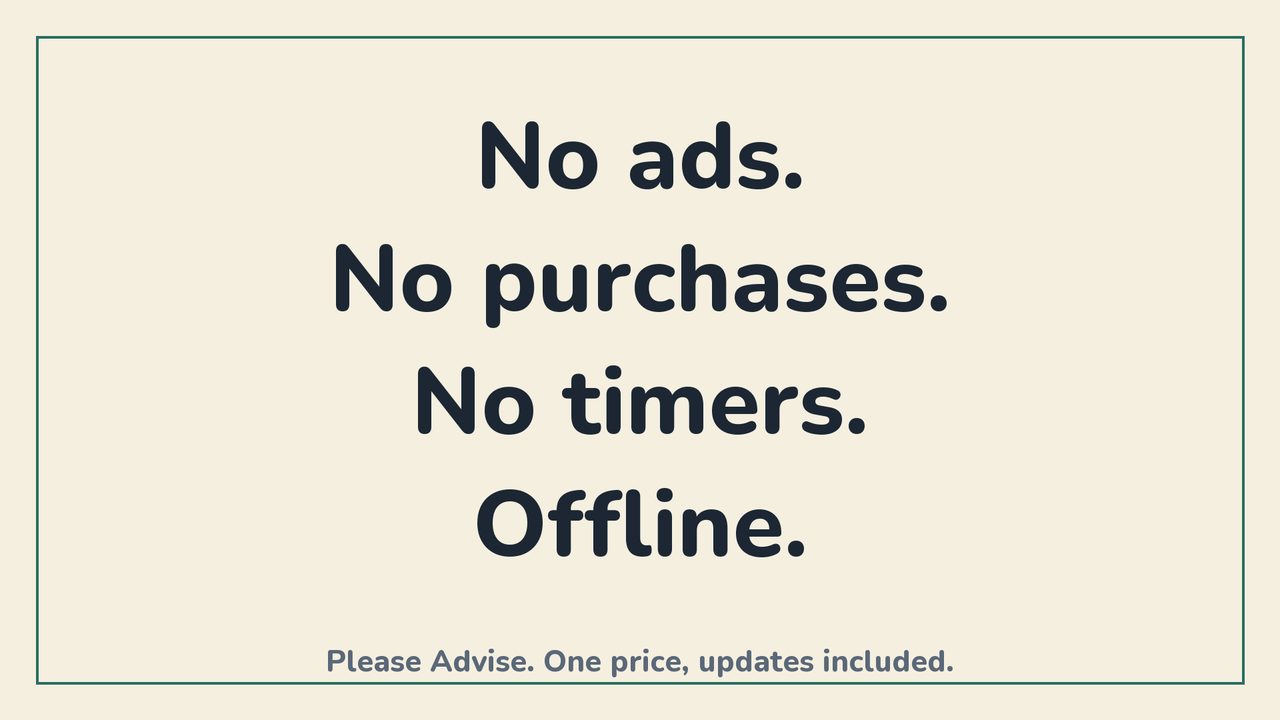 No ads.
No purchases.
No timers.
Offline.
Please Advise. One price, updates included.